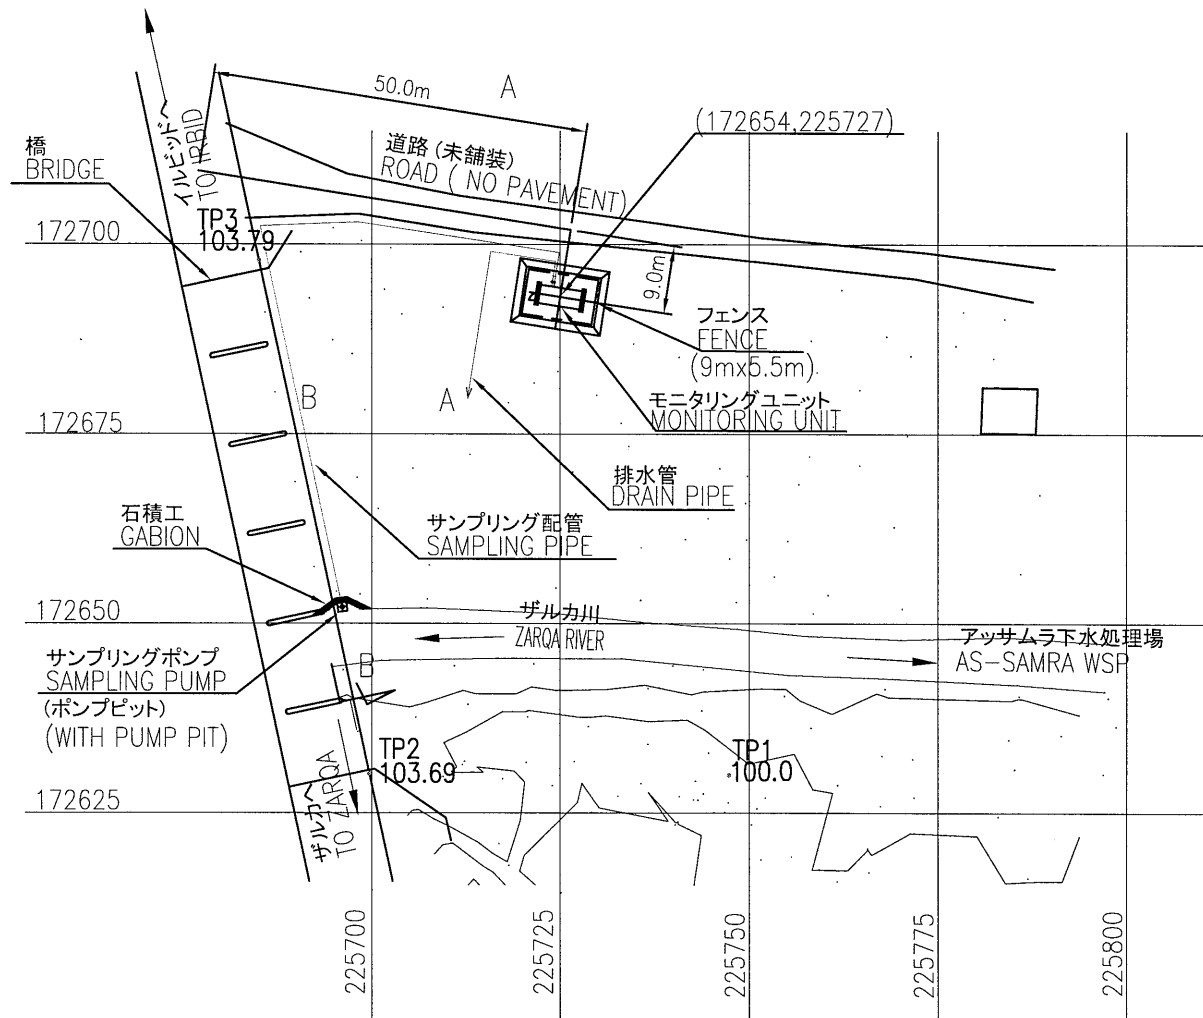 50.0m
A
(172654,225727)
イルビッドへ
TO IRBID
橋
BRIDGE
道路 (未舗装)
ROAD ( NO PAVEMENT)
TP3
103.79
172700
9.0m
フェンス
FENCE
(9mx5.5m)
B
A
モニタリングユニット
MONITORING UNIT
172675
排水管
DRAIN PIPE
石積工
GABION
サンプリング配管
SAMPLING PIPE
172650
ザルカ川
ZARQA RIVER
アッサムラ下水処理場
AS-SAMRA WSP
サンプリングポンプ
SAMPLING PUMP
(ポンプピット)
(WITH PUMP PIT)
B
TP2
103.69
TP1
100.0
172625
ザルカへ
TO ZARQA
225700
225725
225750
225775
225800